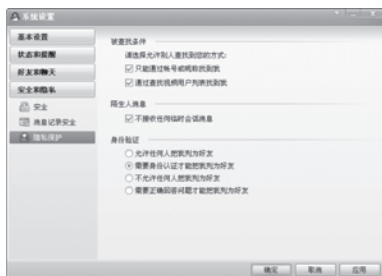 系统设置
基本设置
状态和提醒
好友和聊天
安全和隐私
安全
消息记录安全
隐私保护
被查找条件
请选择允许别人查找到您的方式:
只能通过帐号或昵称找到我
通过查找视频用户列表找到我
陌生人消息
不接收任何临时会话消息
身份验证
允许任何人把我列为好友
需要身份认证才能把我列为好友
不允许任何人把我列为好友
需要正确回答问题才能把我列为好友
确定
取消
应用